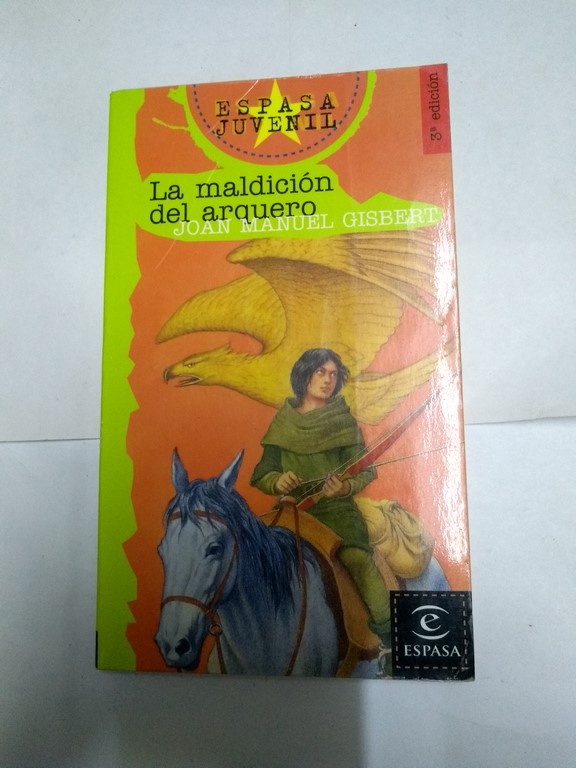 ESPASA
JUVENIL
3ª edición
La maldición
del arquero
JOAN MANUEL GISBERT
e
ESPASA